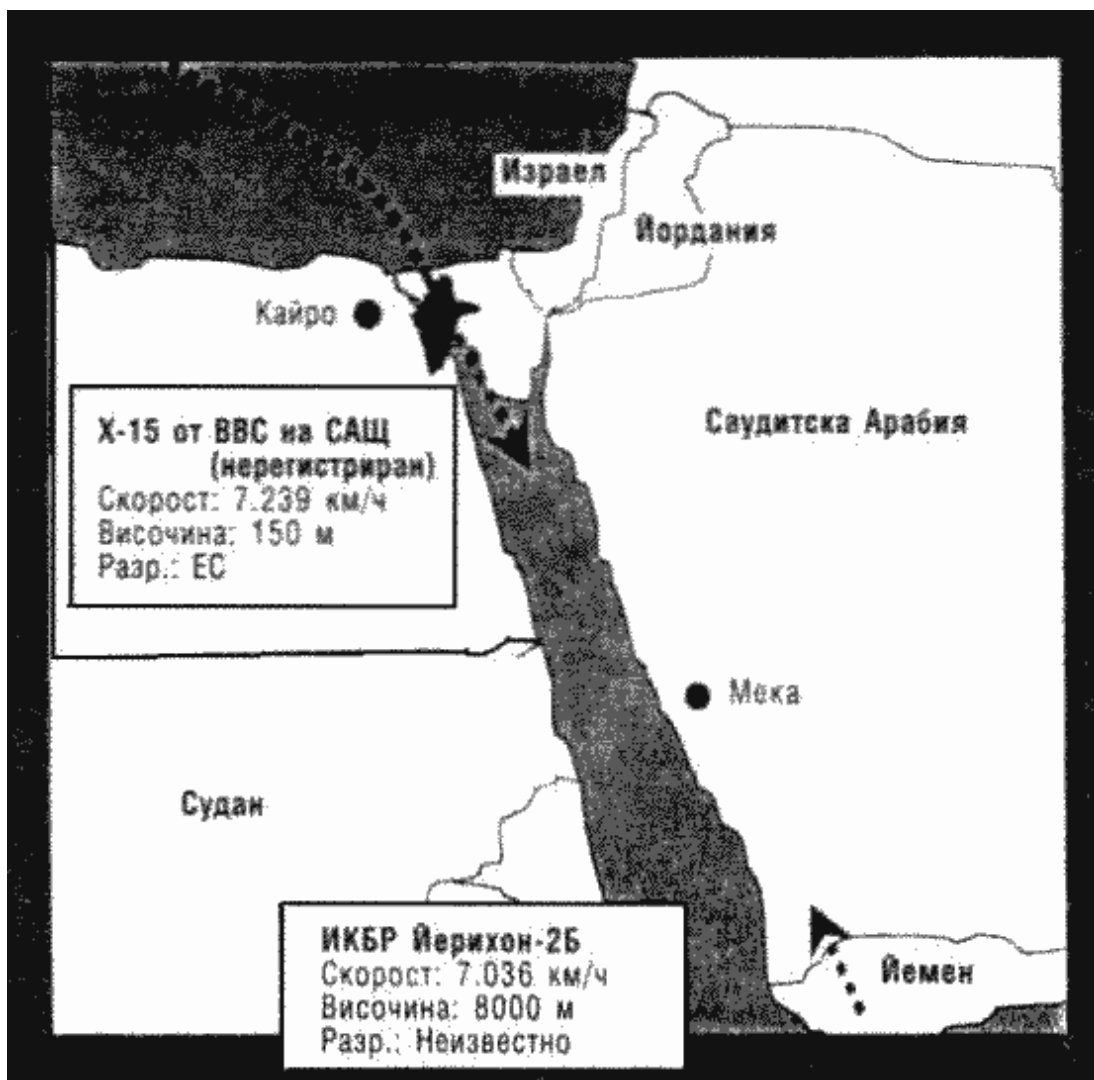 Израел
Йордания
Кайро
Х-15 от ВВС на САЩ
(нерегистриран)
Скорост: 7.239 км/ч
Височина: 150 м
Разр.: ЕС
Саудитска Арабия
Мека
Судан
ИКБР Йерихон-2Б
Скорост: 7.036 км/ч
Височина: 8000 м
Разр.: Неизвестно
Йемен